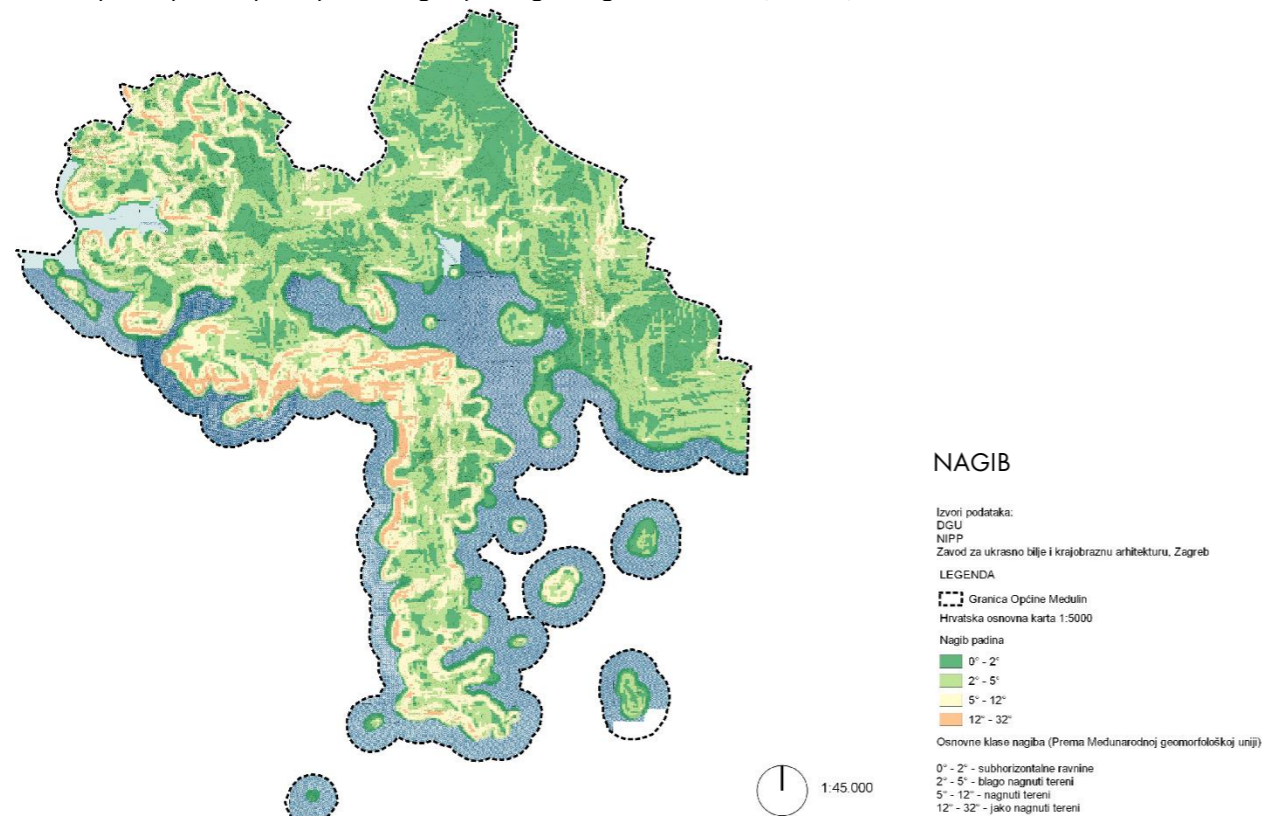 NAGIB
Izvori podataka:
DGU
NIPP
Zavod za ukrasno bilje i krajobraznu arhitekturu, Zagreb
LEGENDA
Granica Općine Medulin
Hrvatska osnovna karta 1:5000
Nagib padina
0° - 2°
2° - 5°
5° - 12°
12° - 32°
Osnovne klase nagiba (Prema Međunarodnoj geomorfološkoj uniji)
0° - 2° - subhorizontalne ravnine
2° - 5° - blago nagnuti tereni
5° - 12° - nagnuti tereni
12° - 32° - jako nagnuti tereni
1:45.000